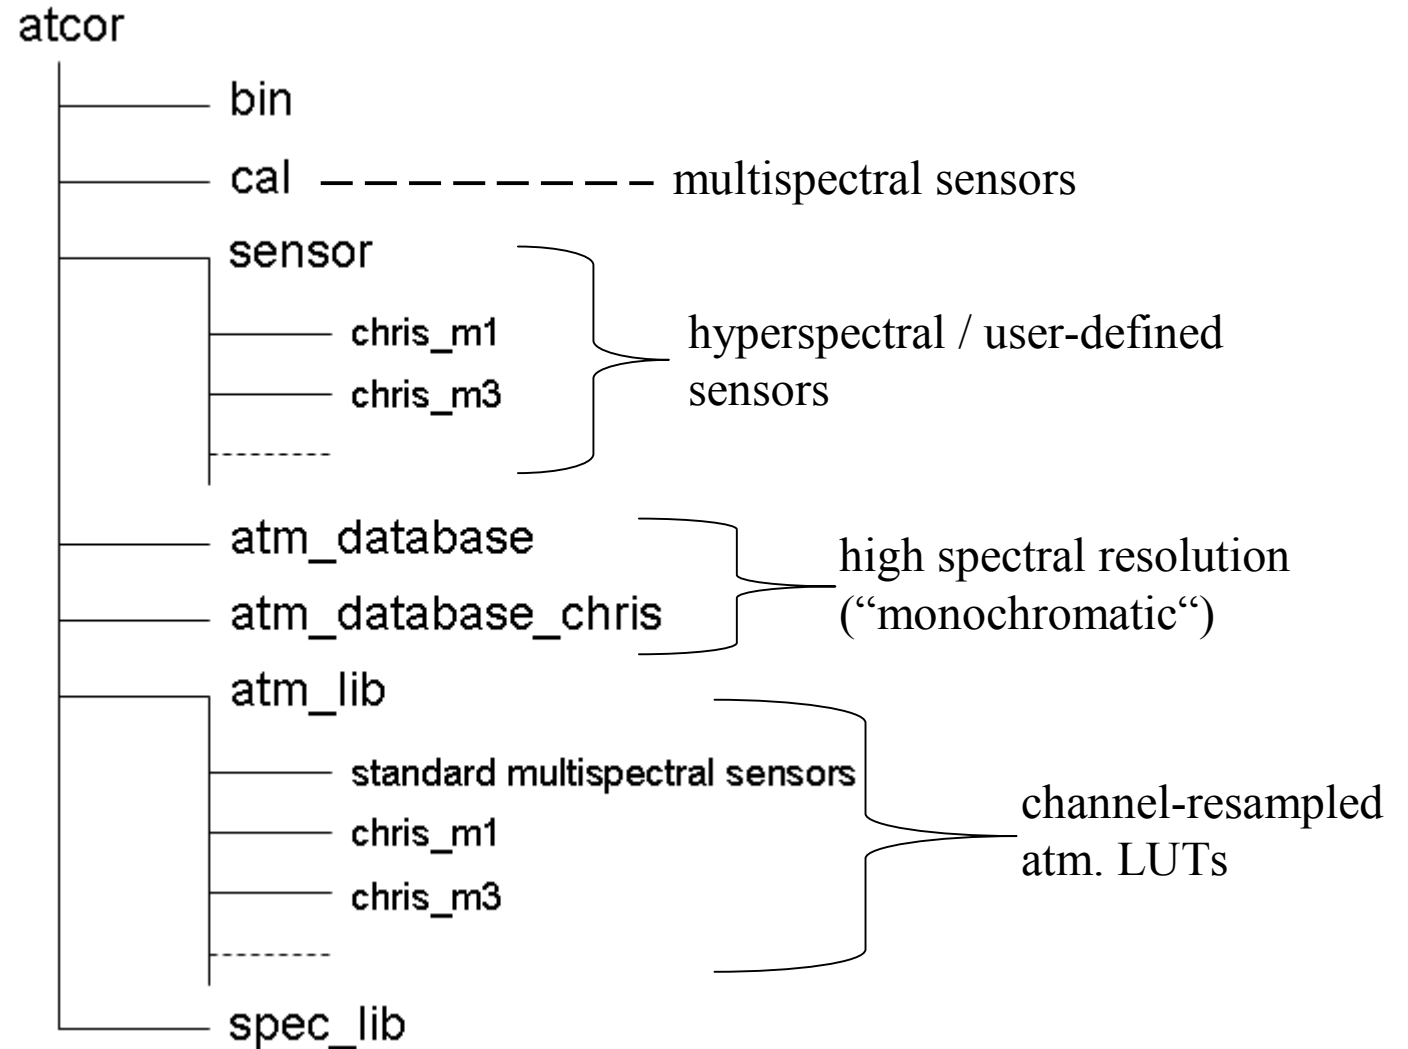 atcor
bin
cal
multispectral sensors
sensor
chris_m1
chris_m3
hyperspectral / user-defined
sensors
atm_database
atm_database_chris
high spectral resolution
(“monochromatic“)
atm_lib
standard multispectral sensors
chris_m1
chris_m3
channel-resampled
atm. LUTs
spec_lib